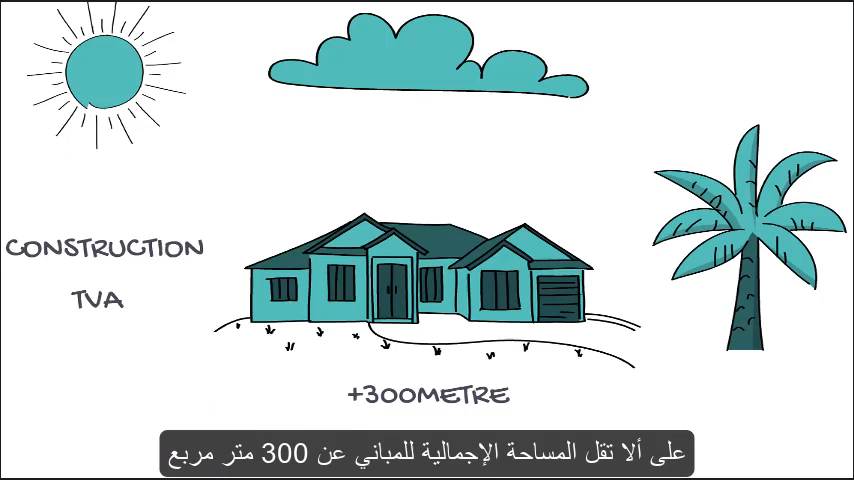 CONSTRUCTION
TVA
+300METRE
على ألا تقل المساحة الإجمالية للمباني عن 300 متر مربع